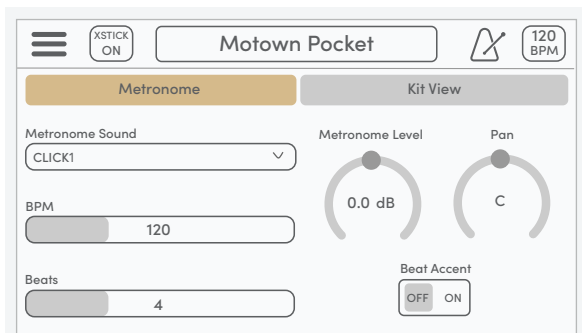 XSTICK
ON
Motown Pocket
120
BPM
Metronome
Kit View
Metronome Sound
CLICK1
Metronome Level
Pan
0.0 dB
C
BPM
120
Beats
4
Beat Accent
OFF ON